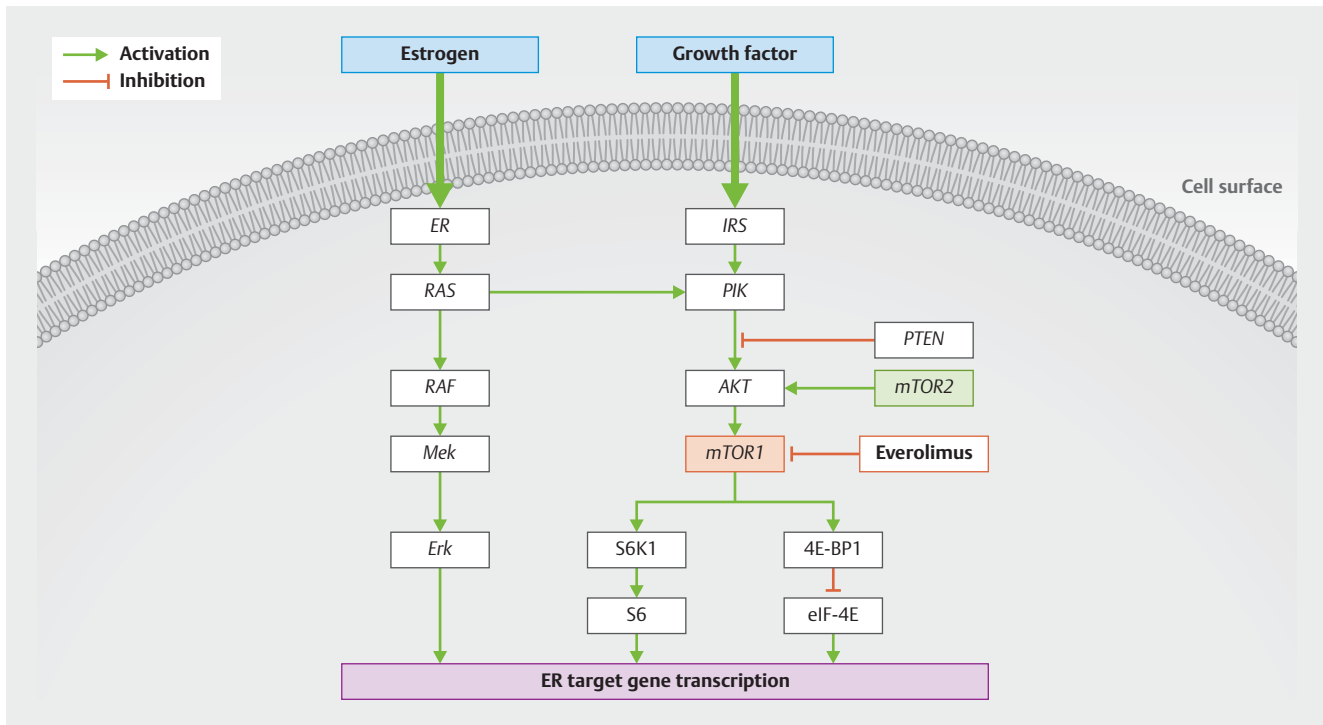 Activation
Inhibition
Estrogen
Growth factor
Cell surface
ER
IRS
RAS
PIK
PTEN
RAF
AKT
mTOR2
Mek
mTOR1
Everolimus
Erk
S6K1
4E-BP1
S6
eIF-4E
ER target gene transcription